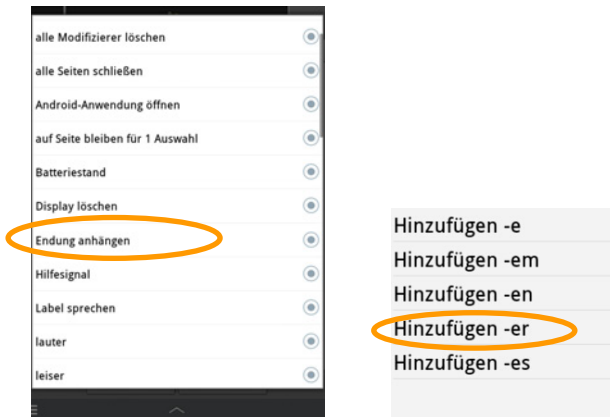 alle Modifizierer löschen
alle Seiten schließen
Android-Anwendung öffnen
auf Seite bleiben für 1 Auswahl
Batteriestand
Display löschen
Endung anhängen
Hilfesignal
Label sprechen
lauter
leiser
Hinzufügen -e
Hinzufügen -em
Hinzufügen -en
Hinzufügen -er
Hinzufügen -es